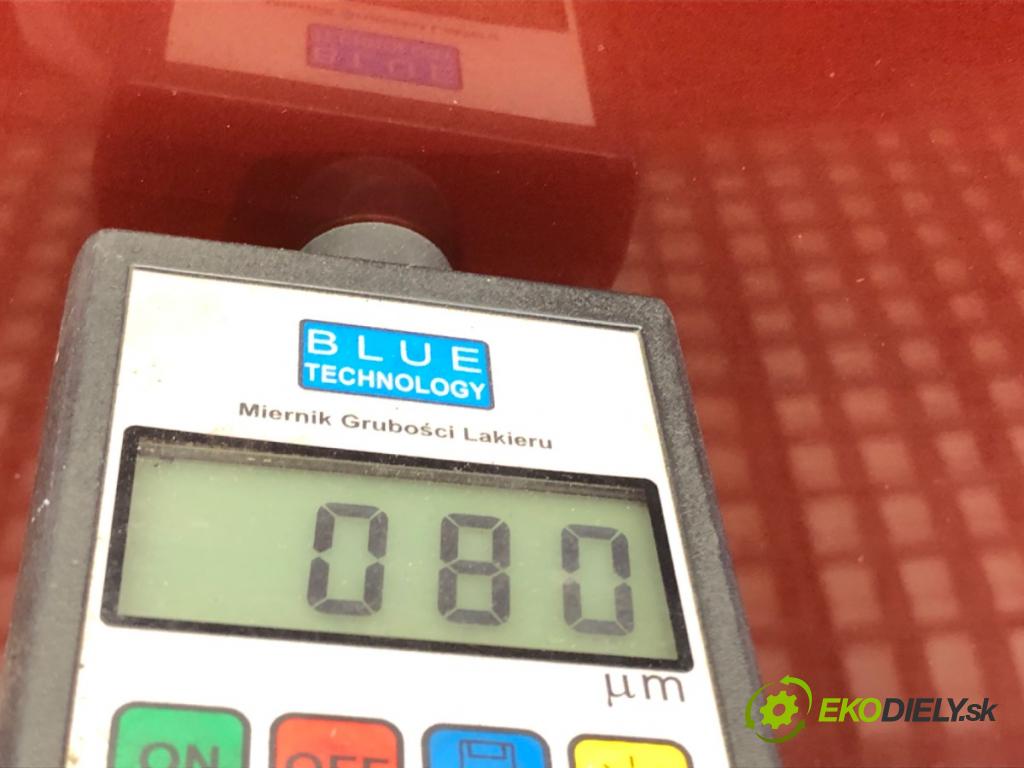 BLUE
TECHNOLOGY
Miernik Grubości Lakieru
080
μm
ON
OFF
EKODIELY.sk